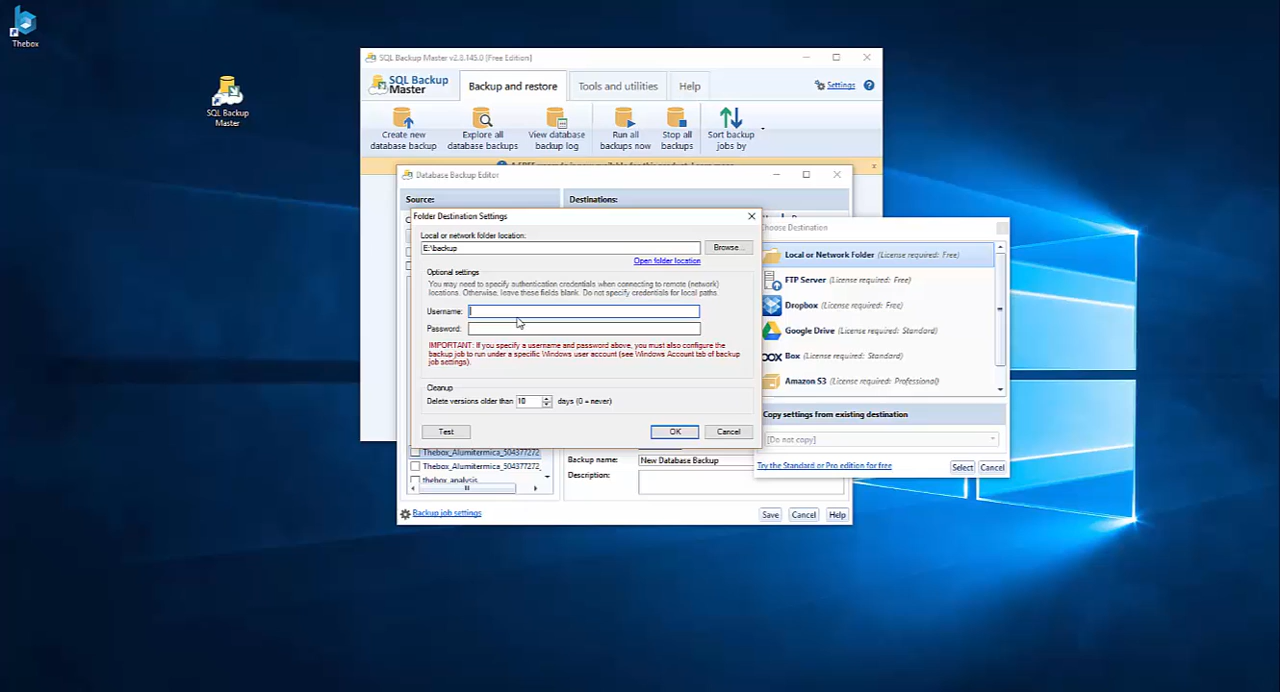 Thebox
SQL Backup
Master
SQL Backup Master v2.3.145.0 [Free Edition]
SQL Backup
Master
Backup and restore
Tools and utilities
Help
Settings
Create new
database backup
Explore all
database backups
View database
backup log
Run all
backups now
Stop all
backups
Sort backup
jobs by
Database Backup Editor
Source:
Destinations:
Folder Destination Settings
Local or network folder location:
E:\backup
Browse...
Open folder location
Optional settings
You may need to specify authentication credentials when connecting to remote (network)
locations. Otherwise, leave these fields blank. Do not specify credentials for local paths.
Username:
Password:
IMPORTANT: If you specify a username and password above, you must also configure the
backup job to run under a specific Windows user account (see Windows Account tab of backup
job settings).
Cleanup
Delete versions older than 10 days (0 = never)
Test
OK
Cancel
Choose Destination
Local or Network Folder (License required: Free)
FTP Server (License required: Free)
Dropbox (License required: Free)
Google Drive (License required: Standard)
box Box (License required: Standard)
Amazon S3 (License required: Professional)
Copy settings from existing destination
[Do not copy]
Try the Standard or Pro edition for free
Select
Cancel
Thebox_Alumitermica_504377272
Thebox_Alumitermica_504377272_
thebox_analysis
Backup name:
New Database Backup
Description:
Backup job settings
Save
Cancel
Help